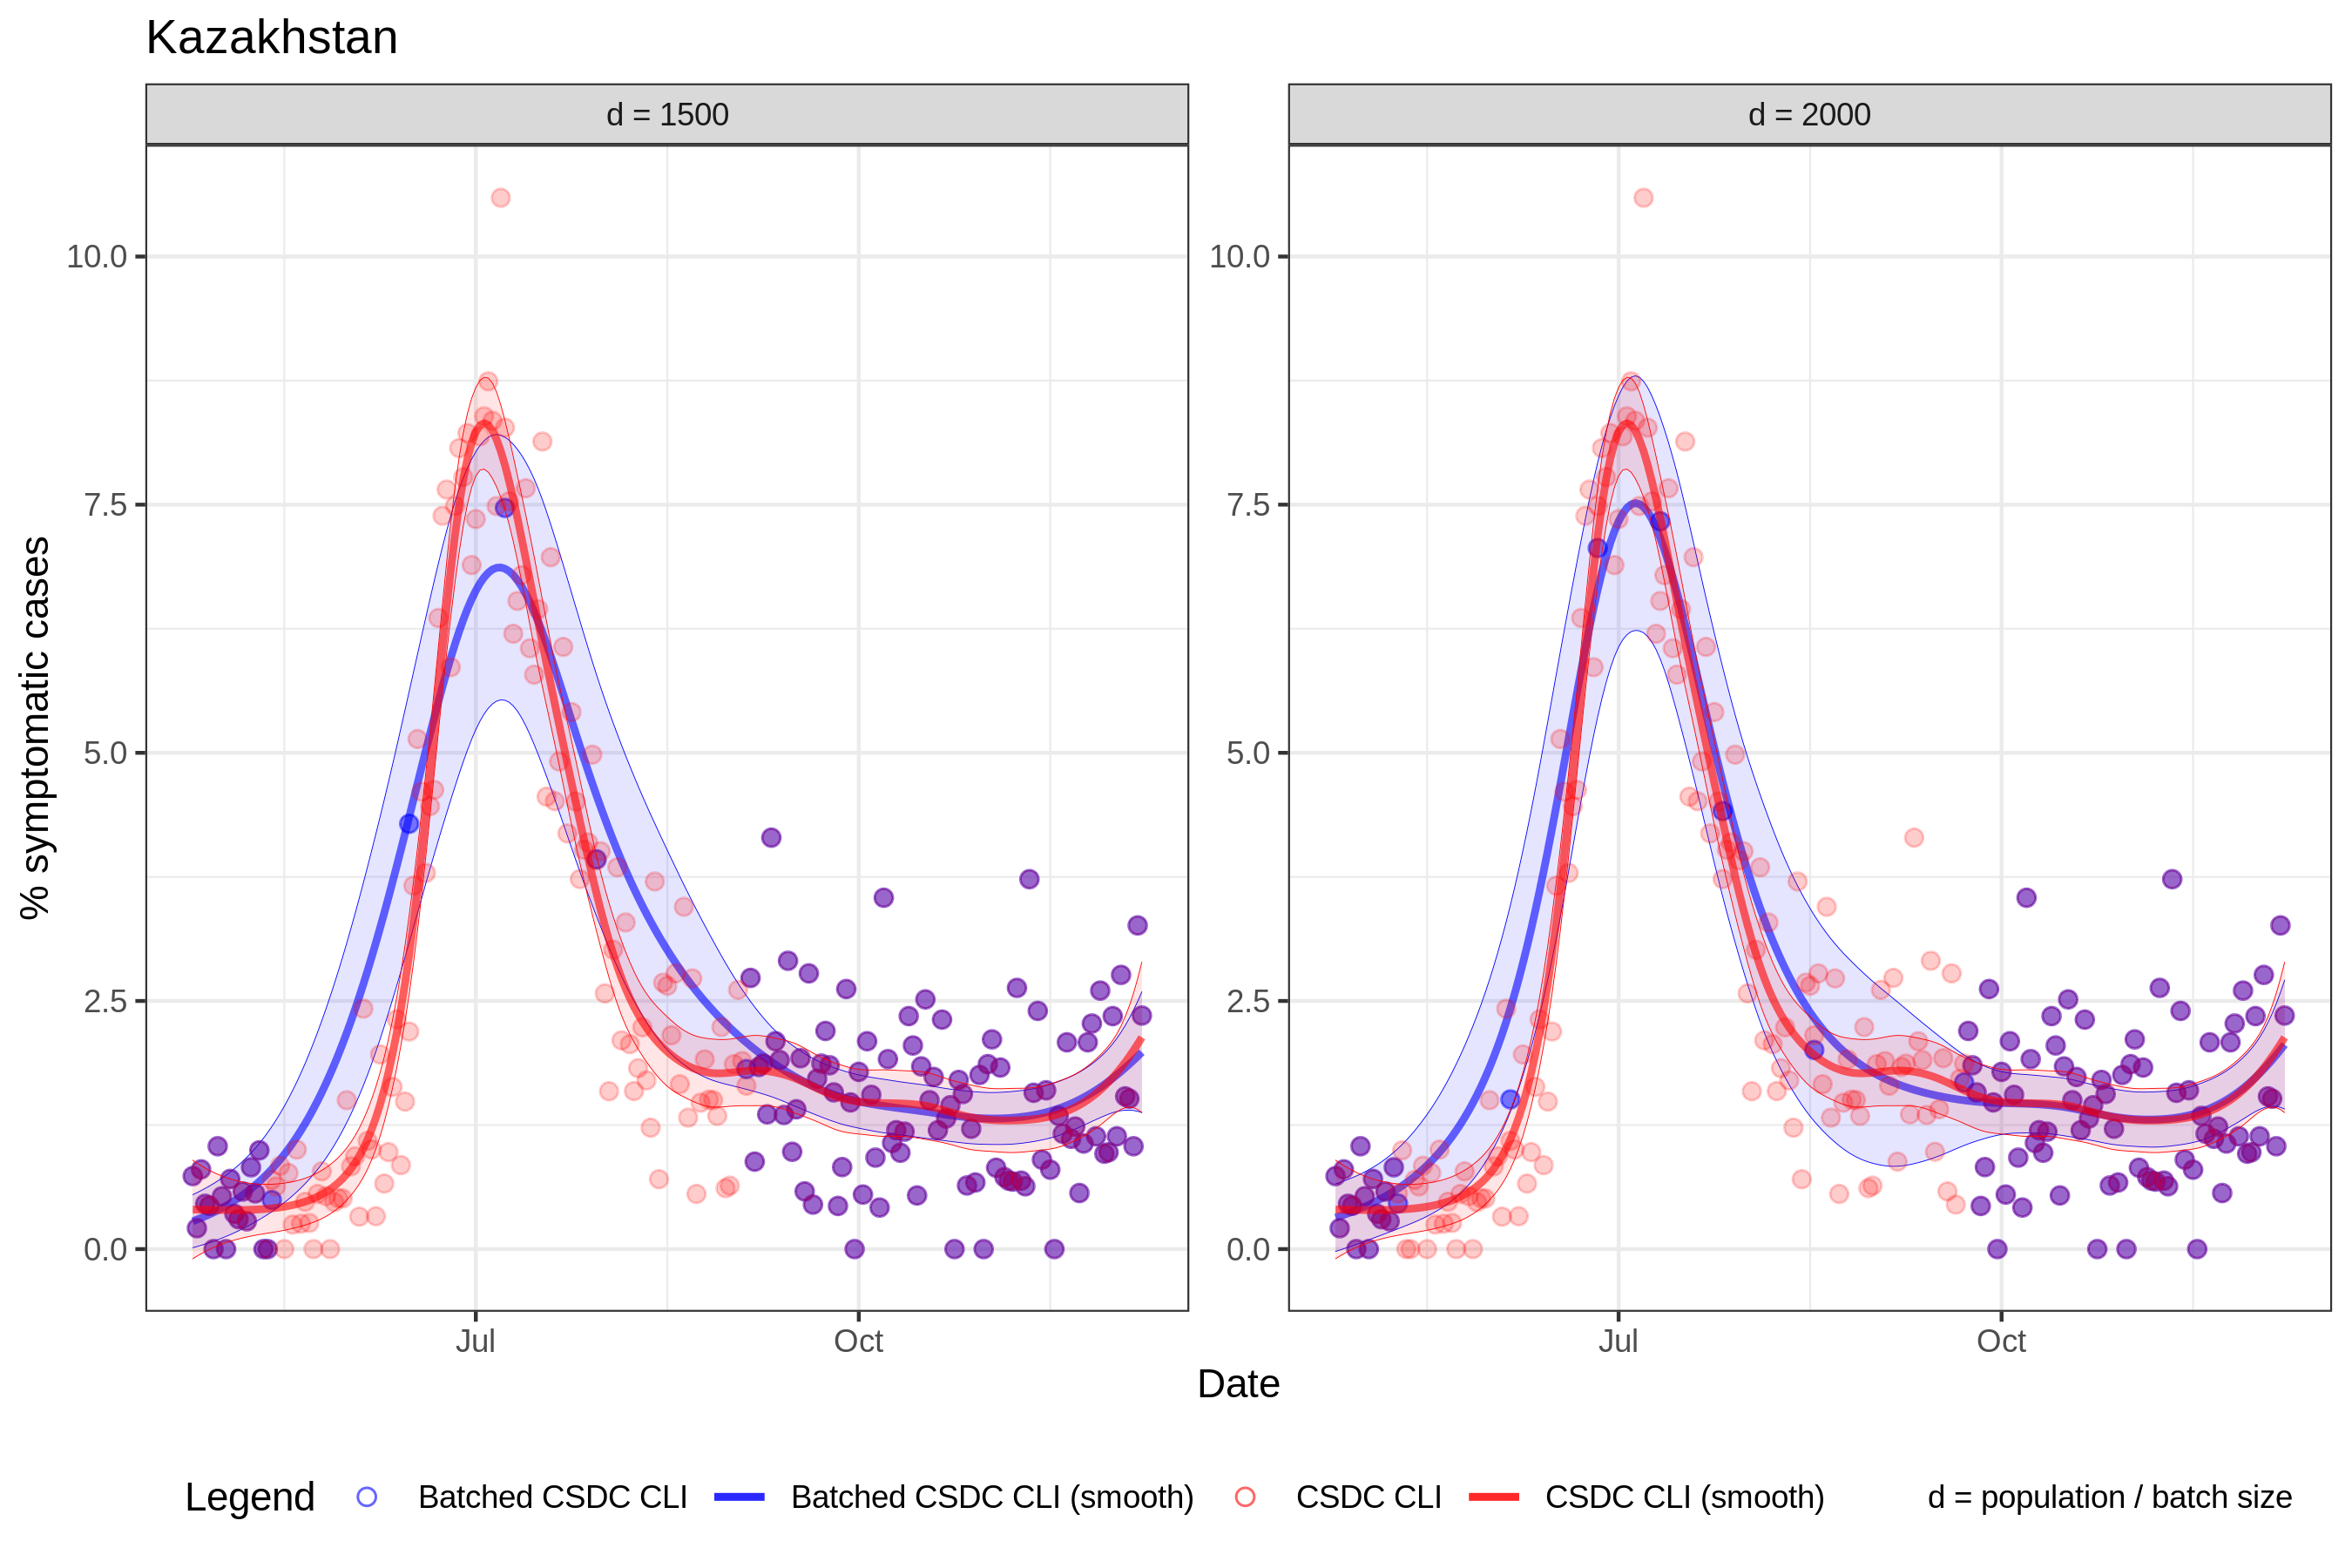 Kazakhstan
d = 1500
d = 2000
% symptomatic cases
10.0
7.5
5.0
2.5
0.0
10.0
7.5
5.0
2.5
0.0
Jul
Oct
Jul
Oct
Date
Legend
Batched CSDC CLI
Batched CSDC CLI (smooth)
CSDC CLI
CSDC CLI (smooth)
d = population / batch size